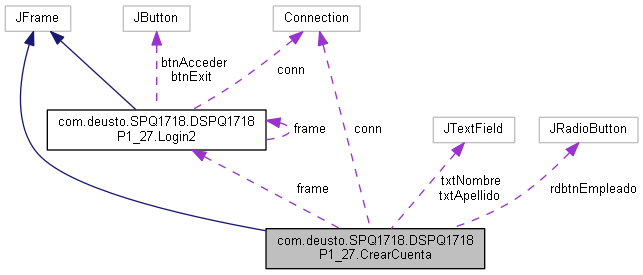 JFrame
JButton
Connection
btnAcceder
btnExit
conn
com.deusto.SPQ1718.DSPQ1718
P1_27.Login2
frame
conn
JTextField
JRadioButton
frame
txtNombre
txtApellido
rdbtnEmpleado
com.deusto.SPQ1718.DSPQ1718
P1_27.CrearCuenta